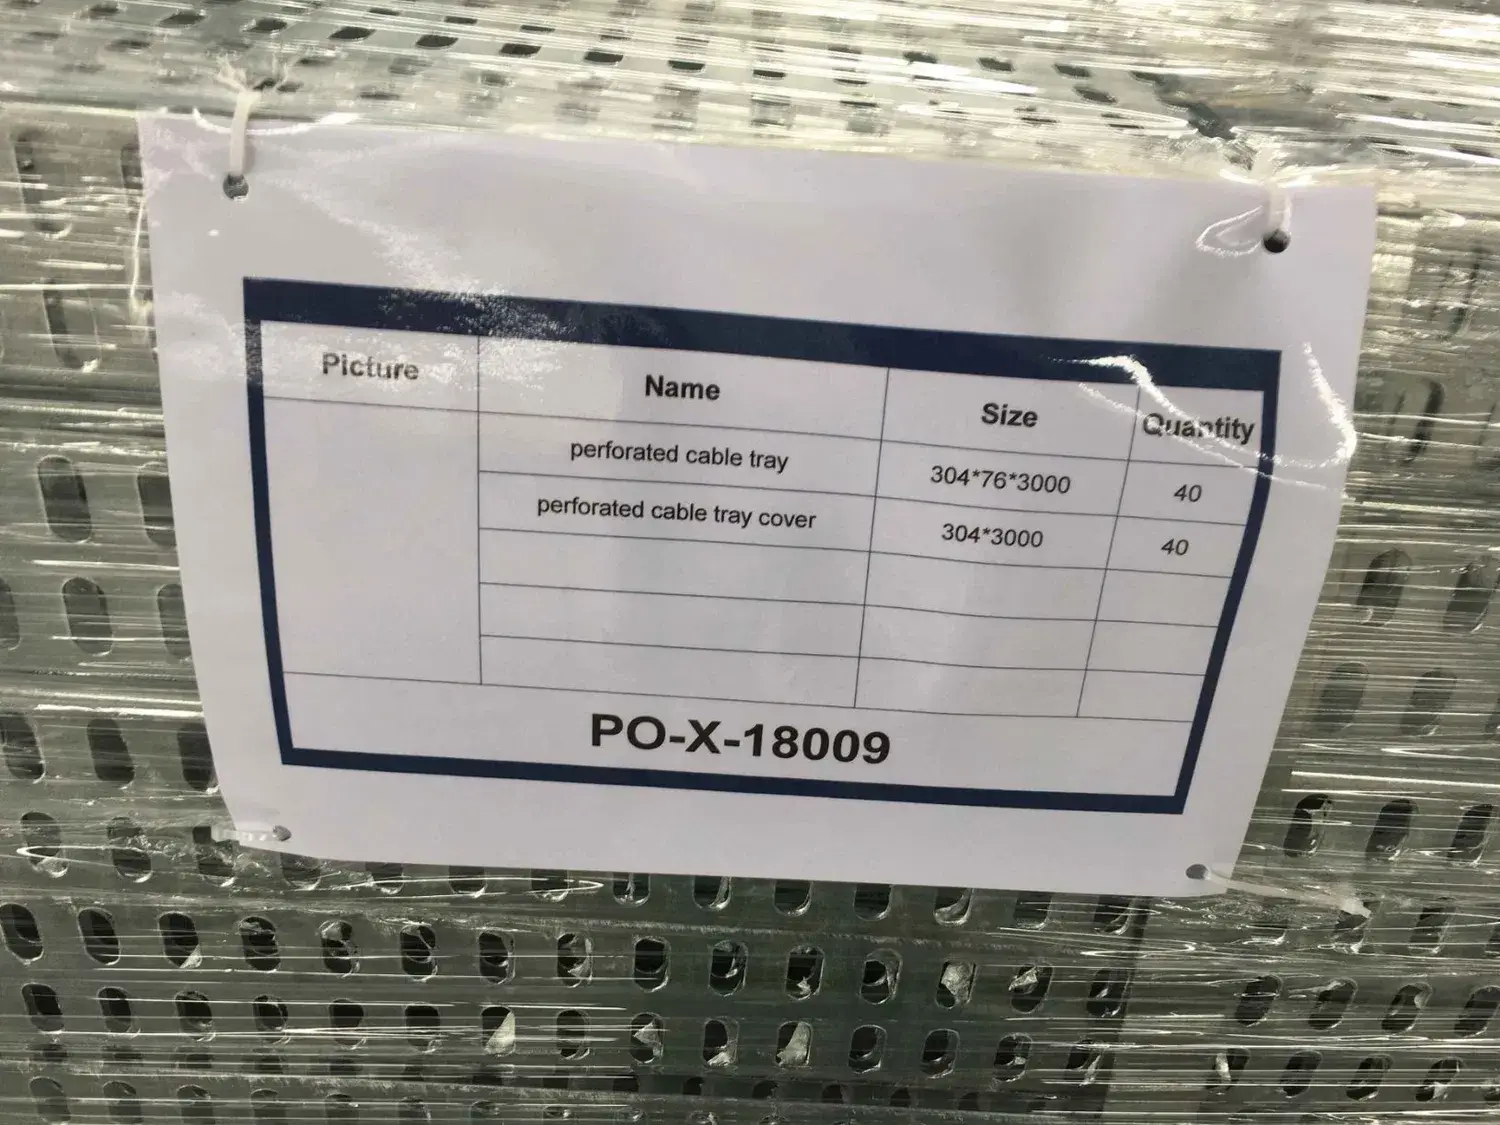 Picture Name Size Quantity
perforated cable tray 304*76*3000 40
perforated cable tray cover 304*3000 40
PO-X-18009